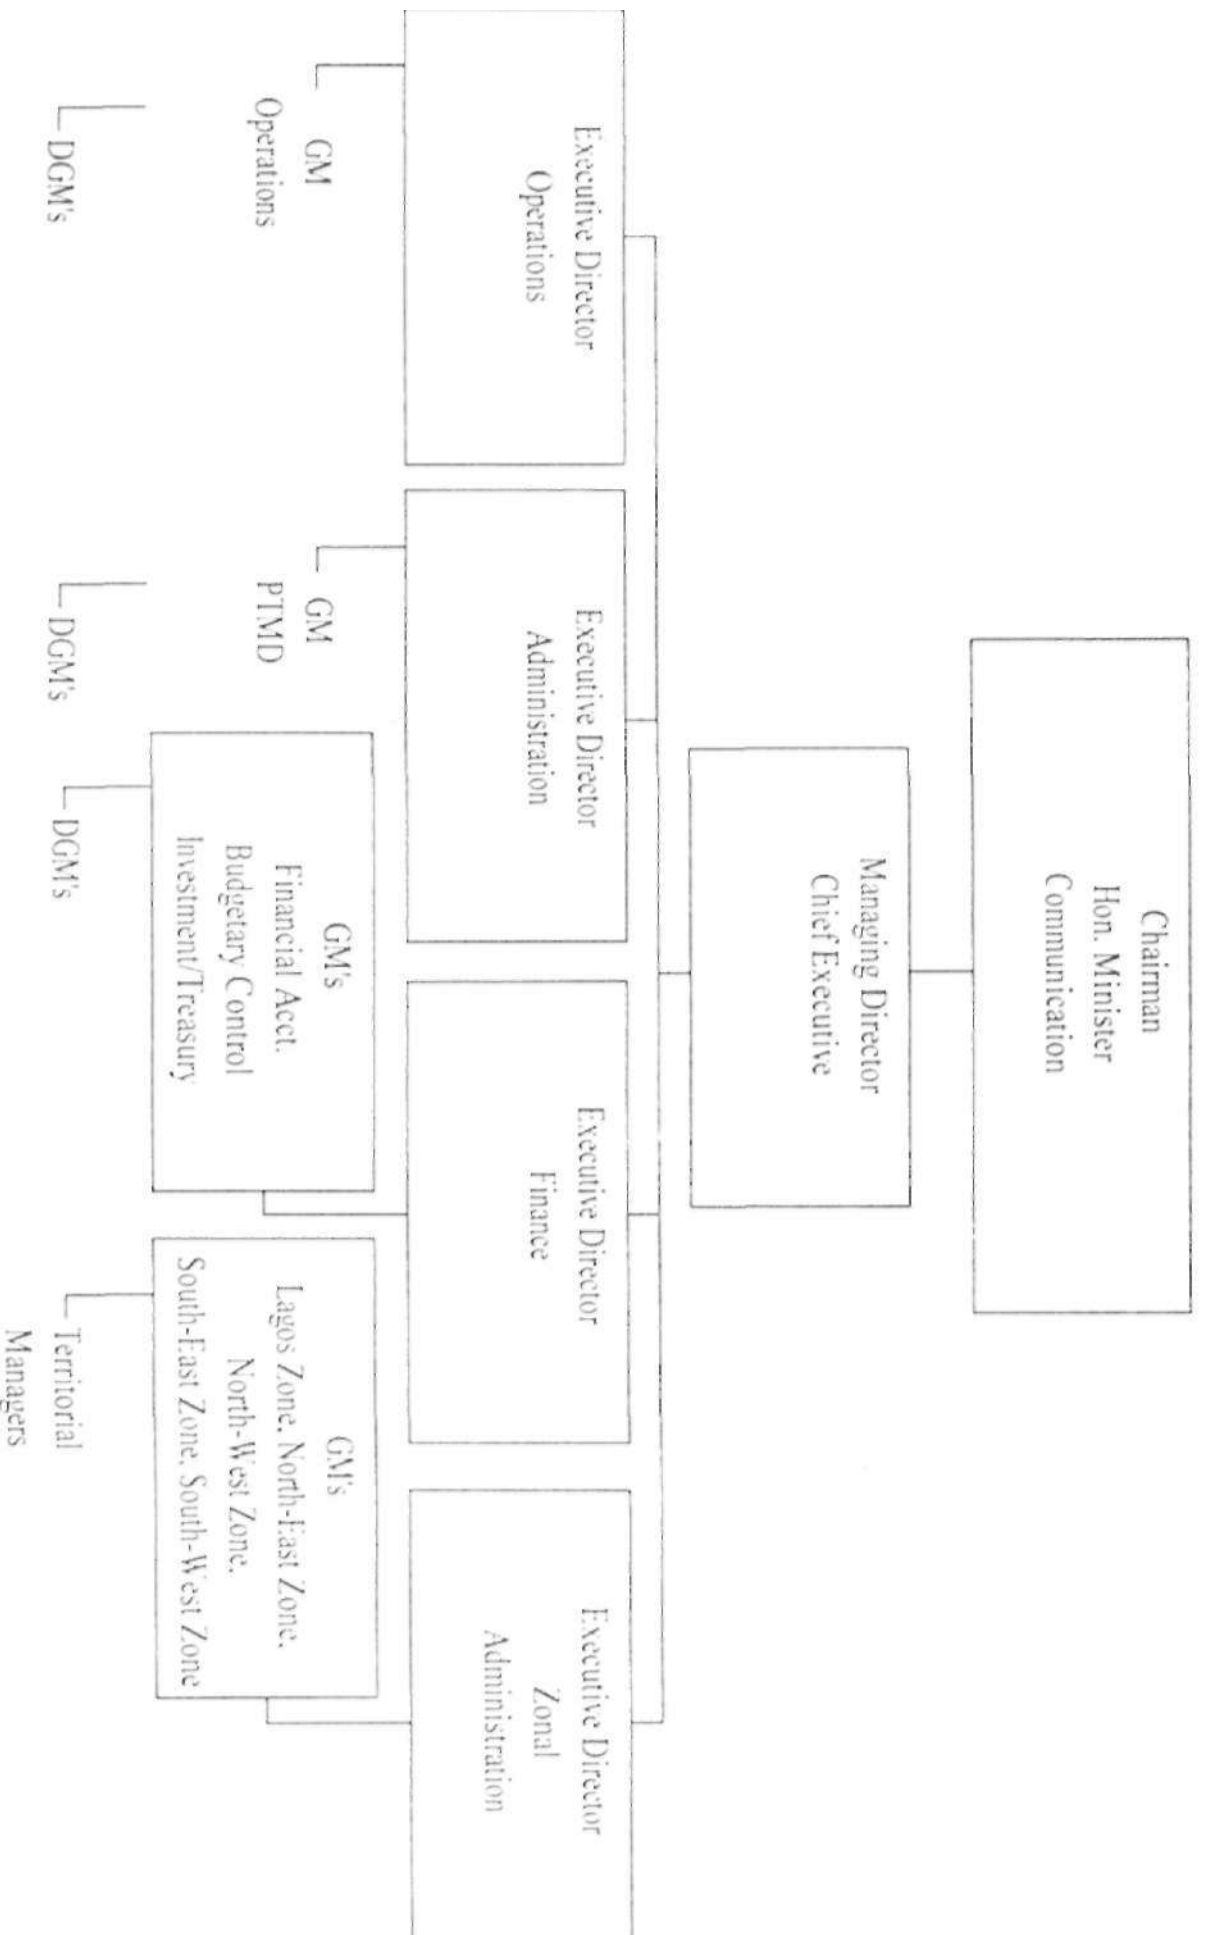 Chairman
Hon. Minister
Communication
Managing Director
Chief Executive
Executive Director
Operations
Executive Director
Administration
Executive Director
Finance
Executive Director
Zonal
Administration
GM
Operations
GM
PTMD
GM's
Financial Acct.
Budgetary Control
Investment/Treasury
GM's
Lagos Zone, North-East Zone,
North-West Zone,
South-East Zone, South-West Zone
DGM's
DGM's
DGM's
Territorial
Managers